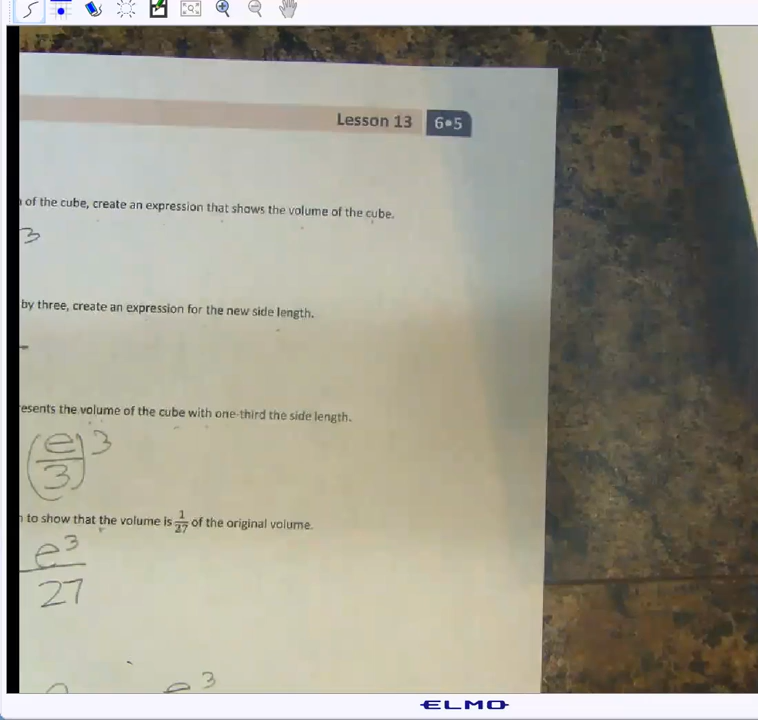 Lesson 13 6•5
of the cube, create an expression that shows the volume of the cube.
3
by three, create an expression for the new side length.
esents the volume of the cube with one-third the side length.
(e/3)^3
to show that the volume is 1/27 of the original volume.
e^3
27
e^3
ELMO